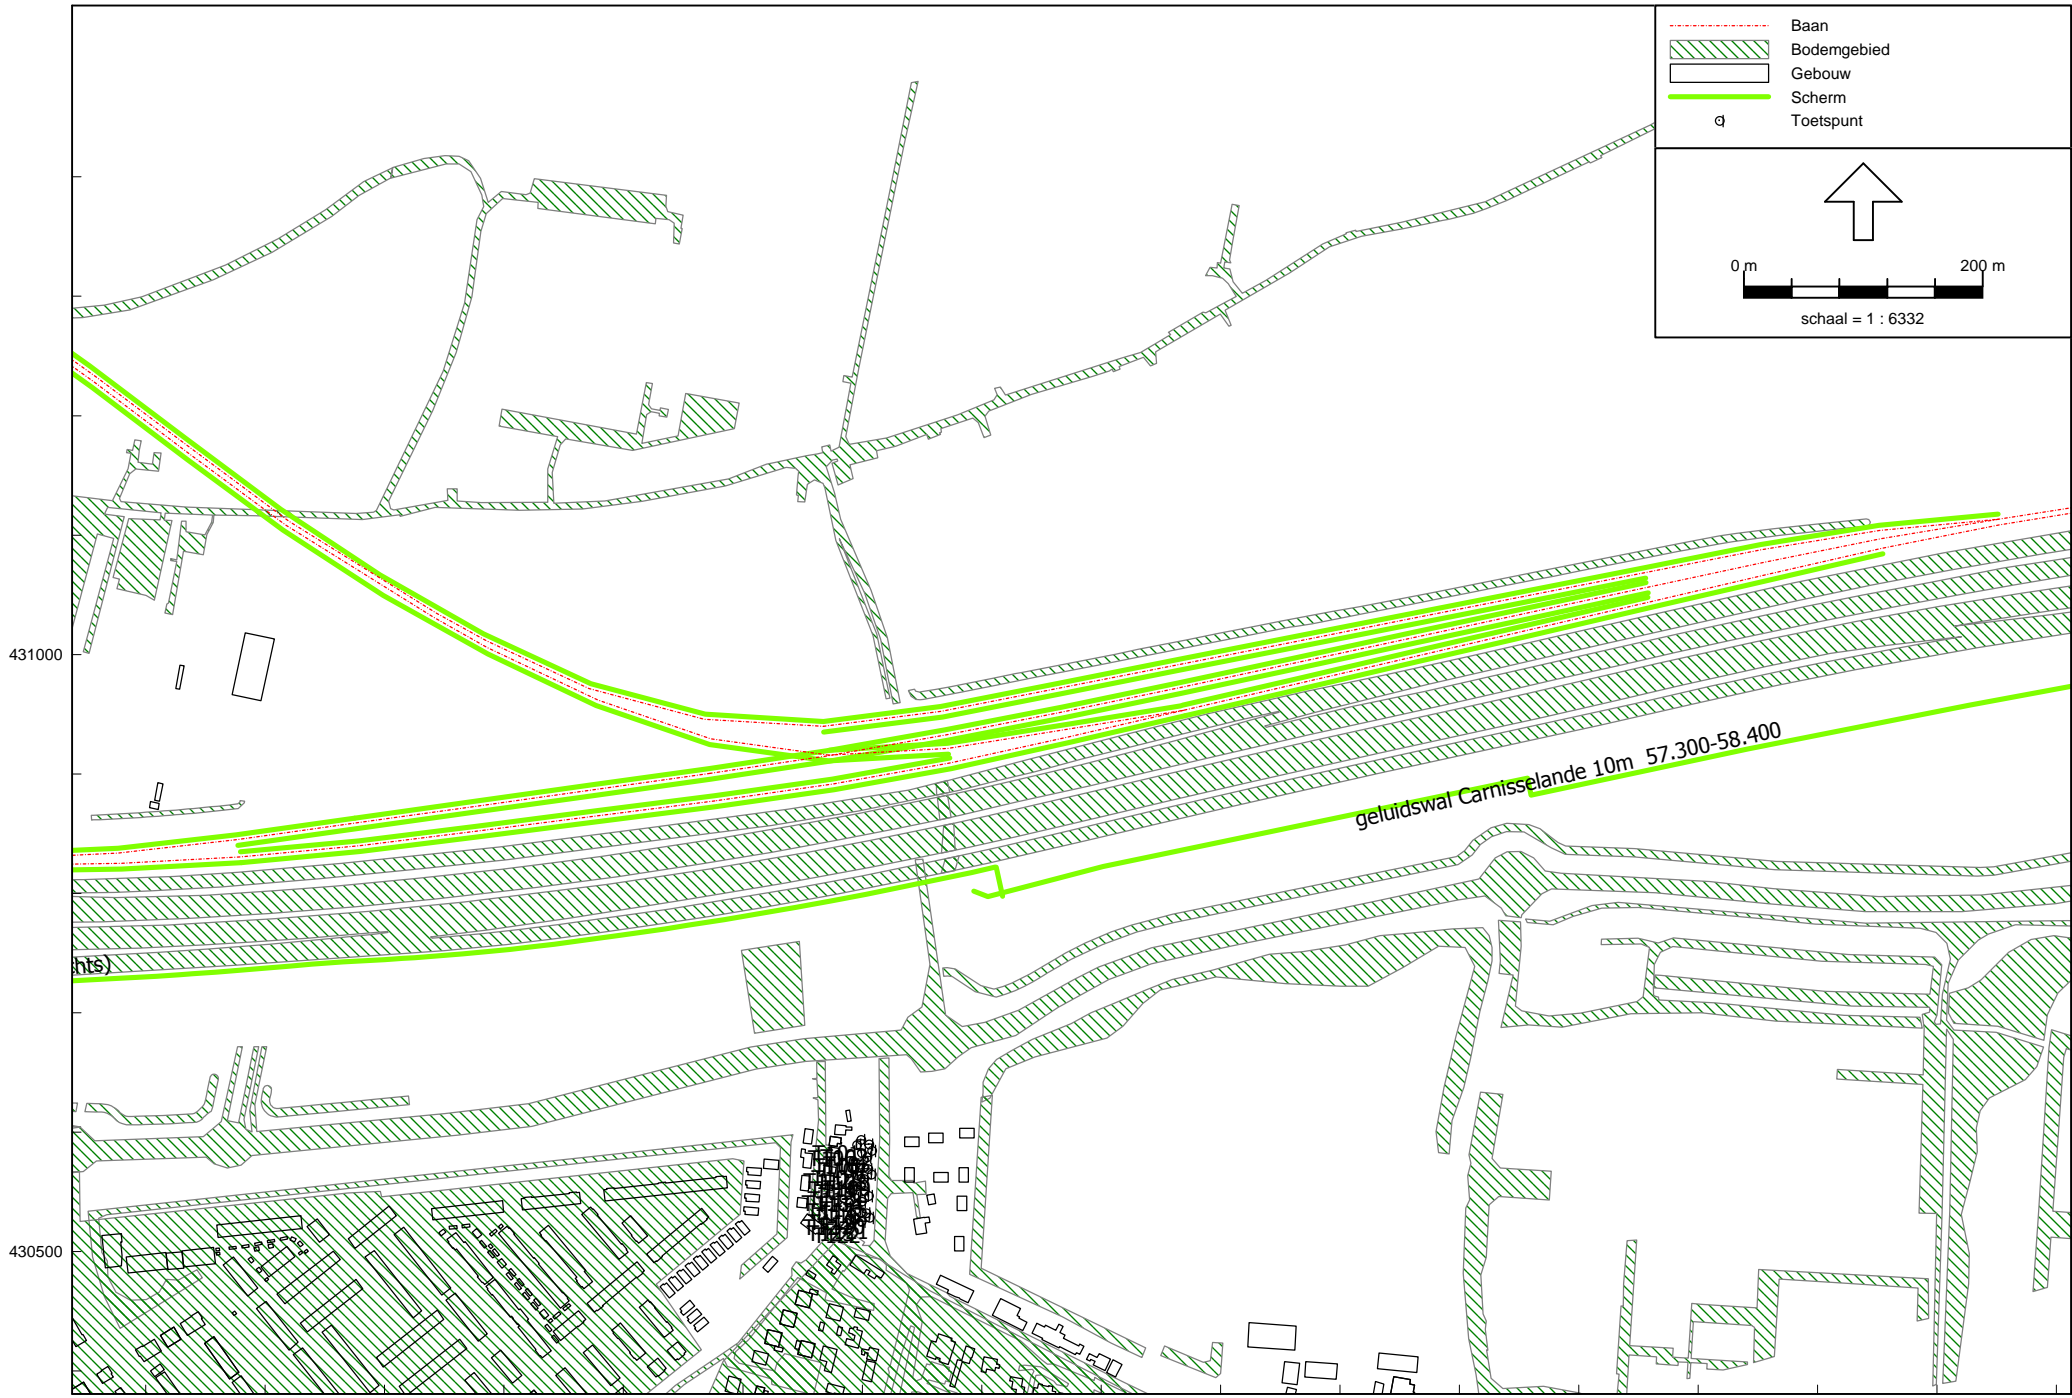 Baan
Bodemgebied
Gebouw
Scherm
Toetspunt
0 m 200 m
schaal = 1 : 6332
431000
geluidswal Carnisselande 10m 57.300-58.400
hts)
430500